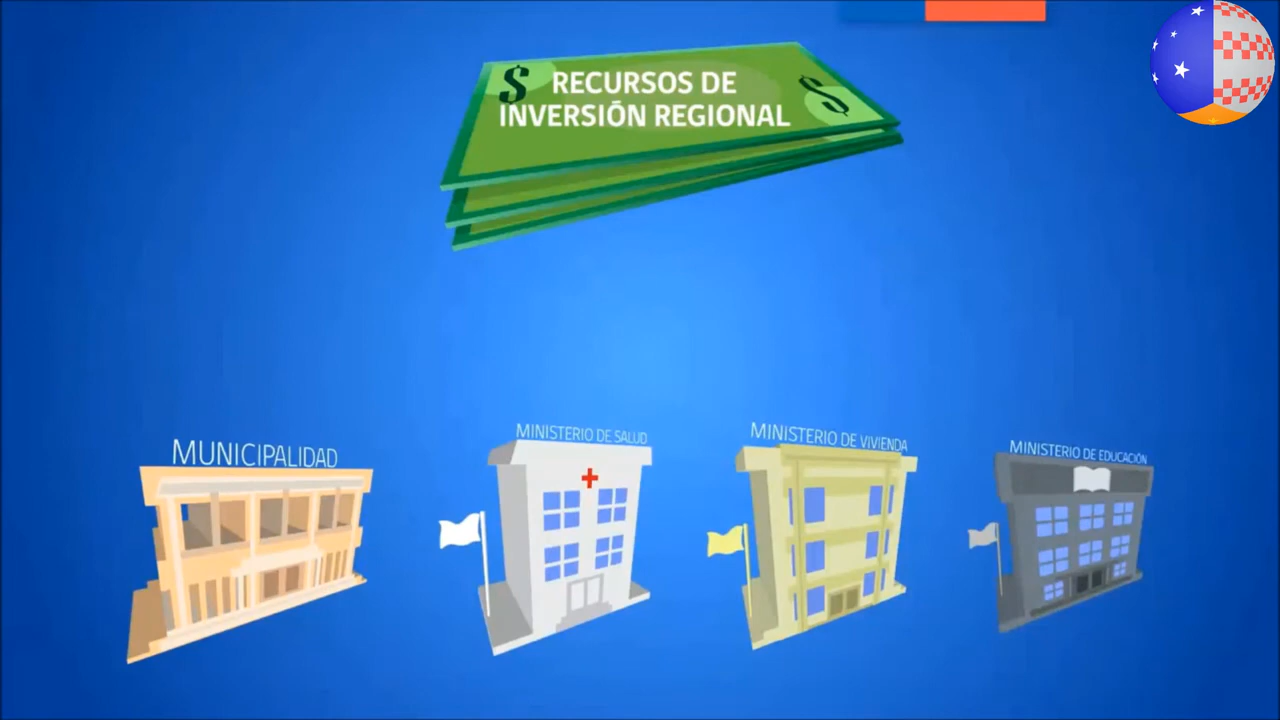 RECURSOS DE
INVERSIÓN REGIONAL
MUNICIPALIDAD
MINISTERIO DE SALUD
MINISTERIO DE VIVIENDA
MINISTERIO DE EDUCACIÓN